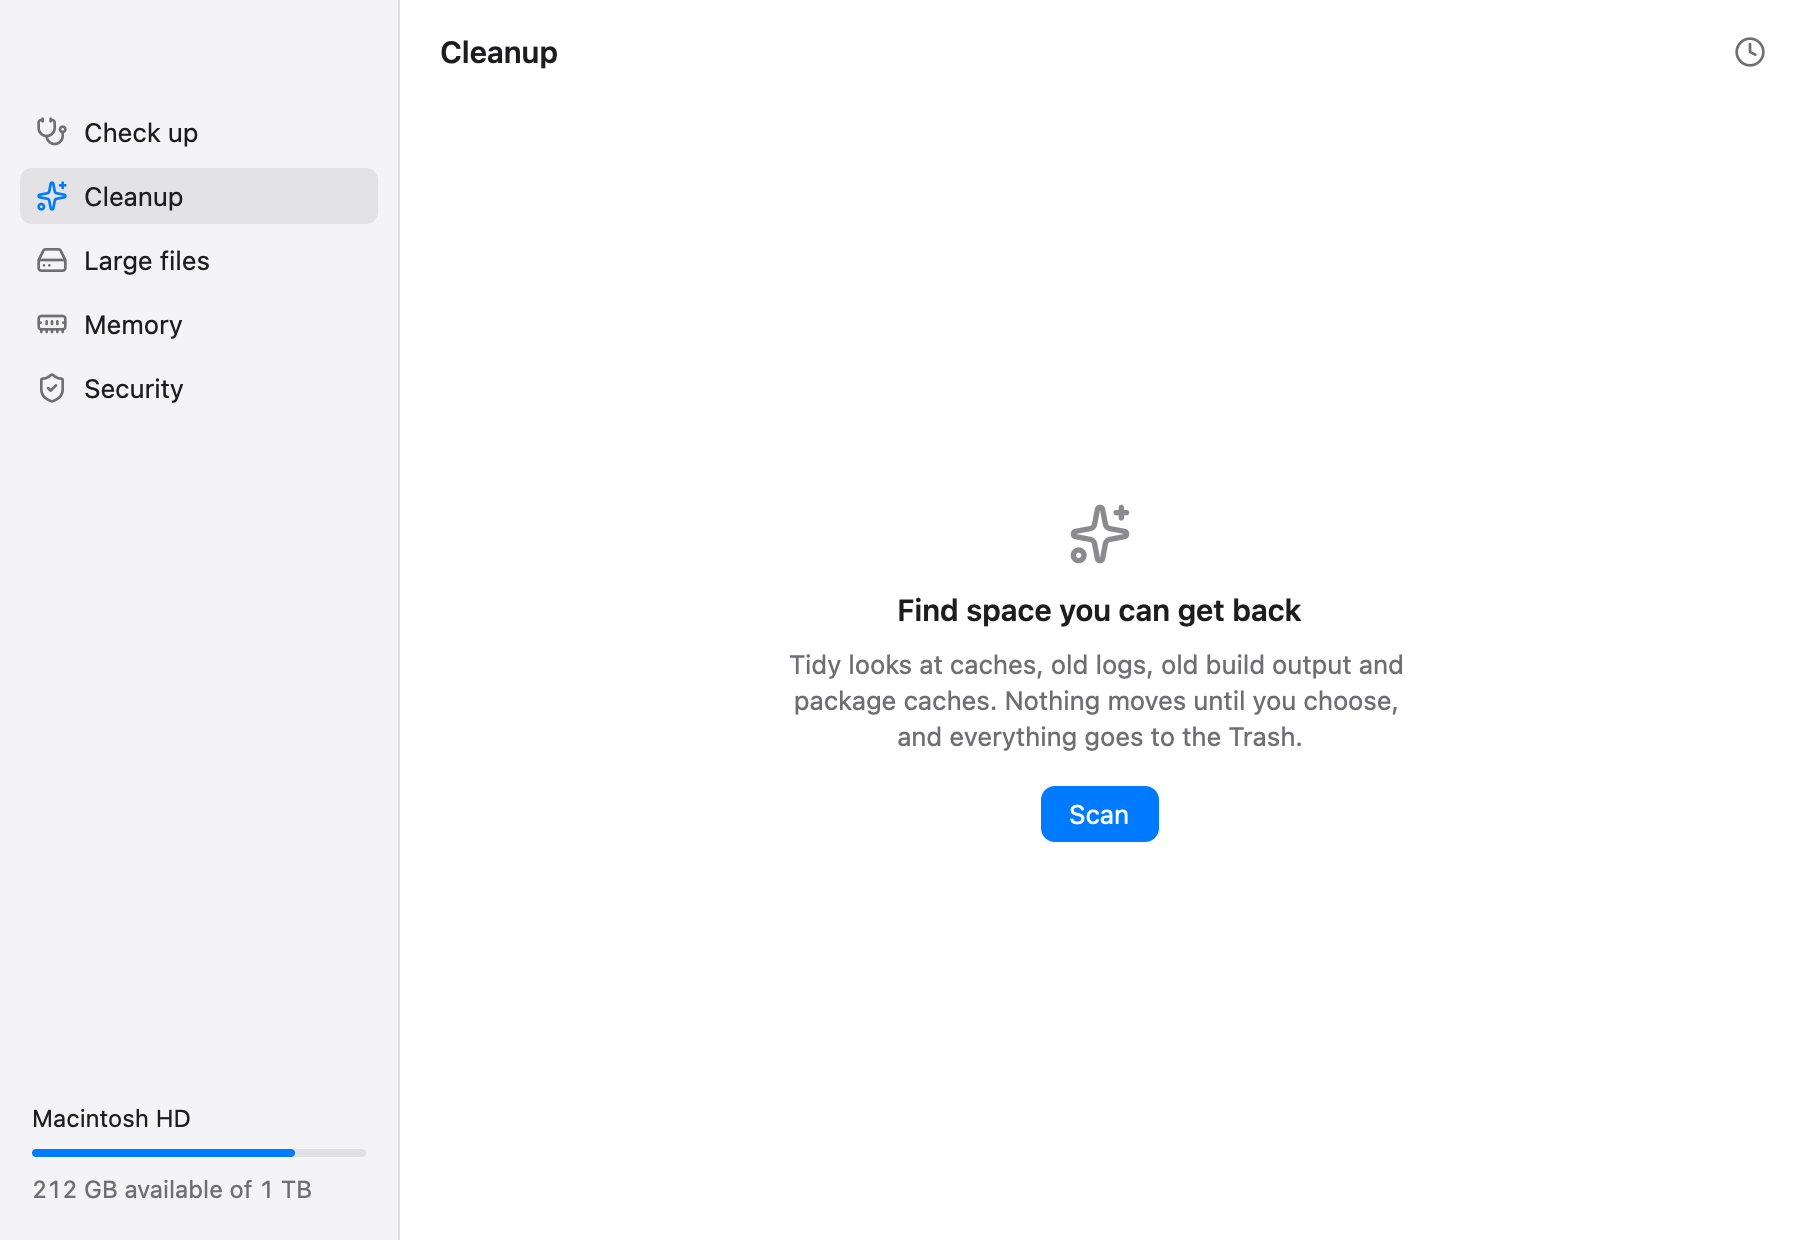 Cleanup
Check up
Cleanup
Large files
Memory
Security
Find space you can get back
Tidy looks at caches, old logs, old build output and
package caches. Nothing moves until you choose,
and everything goes to the Trash.
Scan
Macintosh HD
212 GB available of 1 TB